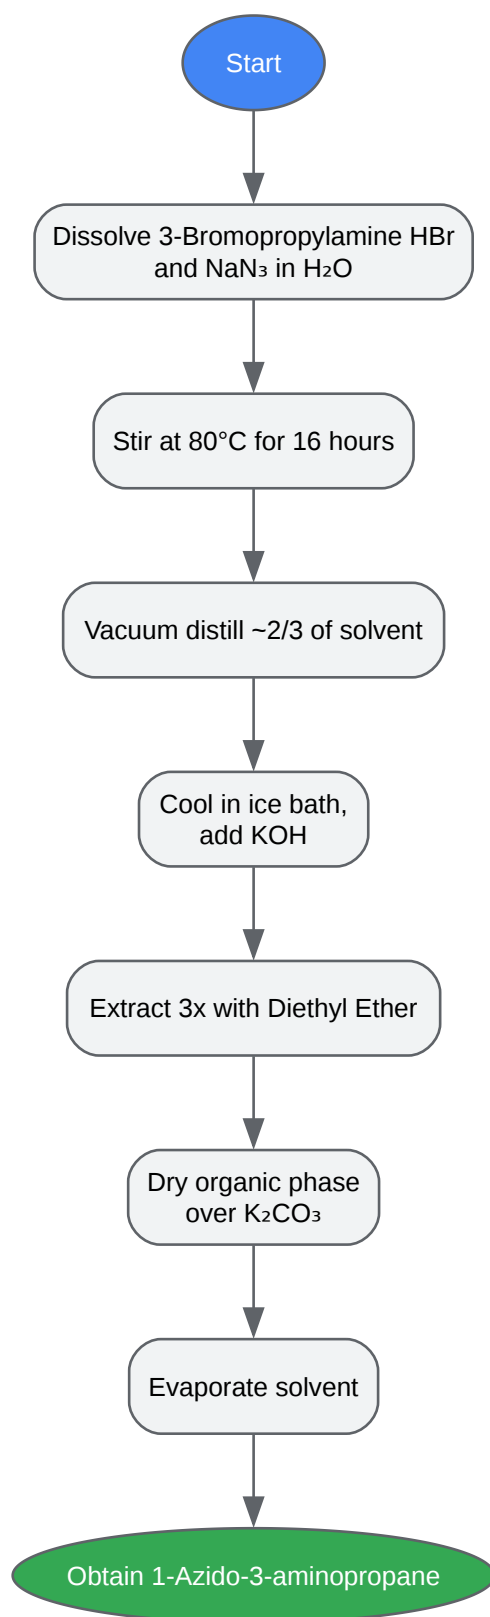 Start
Dissolve 3-Bromopropylamine HBr
and NaN₃ in H₂O
Stir at 80°C for 16 hours
Vacuum distill ~2/3 of solvent
Cool in ice bath,
add KOH
Extract 3x with Diethyl Ether
Dry organic phase
over K₂CO₃
Evaporate solvent
Obtain 1-Azido-3-aminopropane